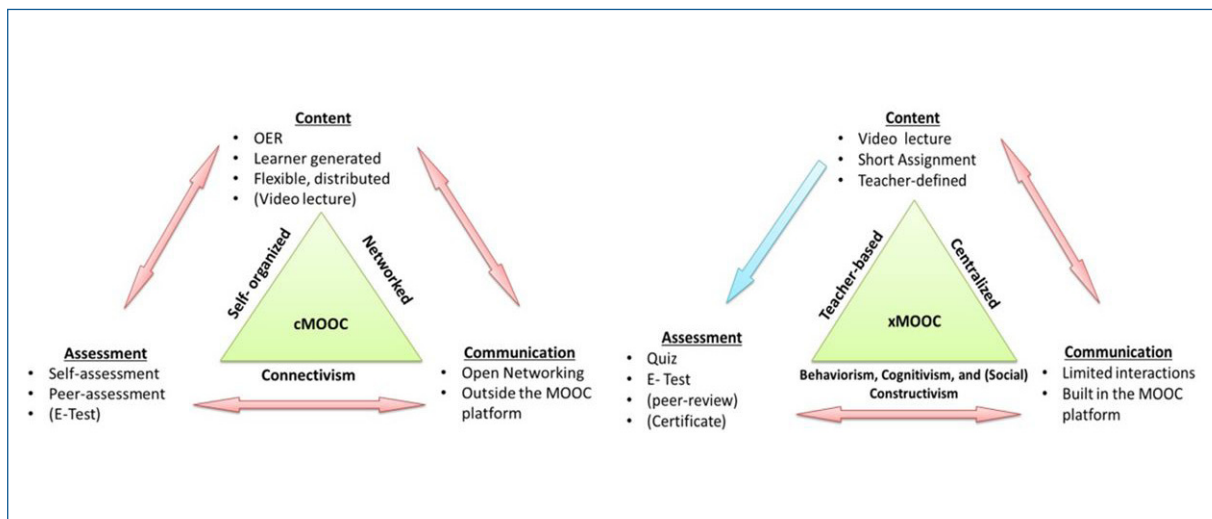 Content
• OER
• Learner generated
• Flexible, distributed
• (Video lecture)
Self- organized
Networked
cMOOC
Connectivism
Assessment
• Self-assessment
• Peer-assessment
• (E-Test)
Communication
• Open Networking
• Outside the MOOC
platform
Content
• Video lecture
• Short Assignment
• Teacher-defined
Teacher-based
Centralized
xMOOC
Behaviorism, Cognitivism, and (Social)
Constructivism
Assessment
• Quiz
• E- Test
• (peer-review)
• (Certificate)
Communication
• Limited interactions
• Built in the MOOC
platform